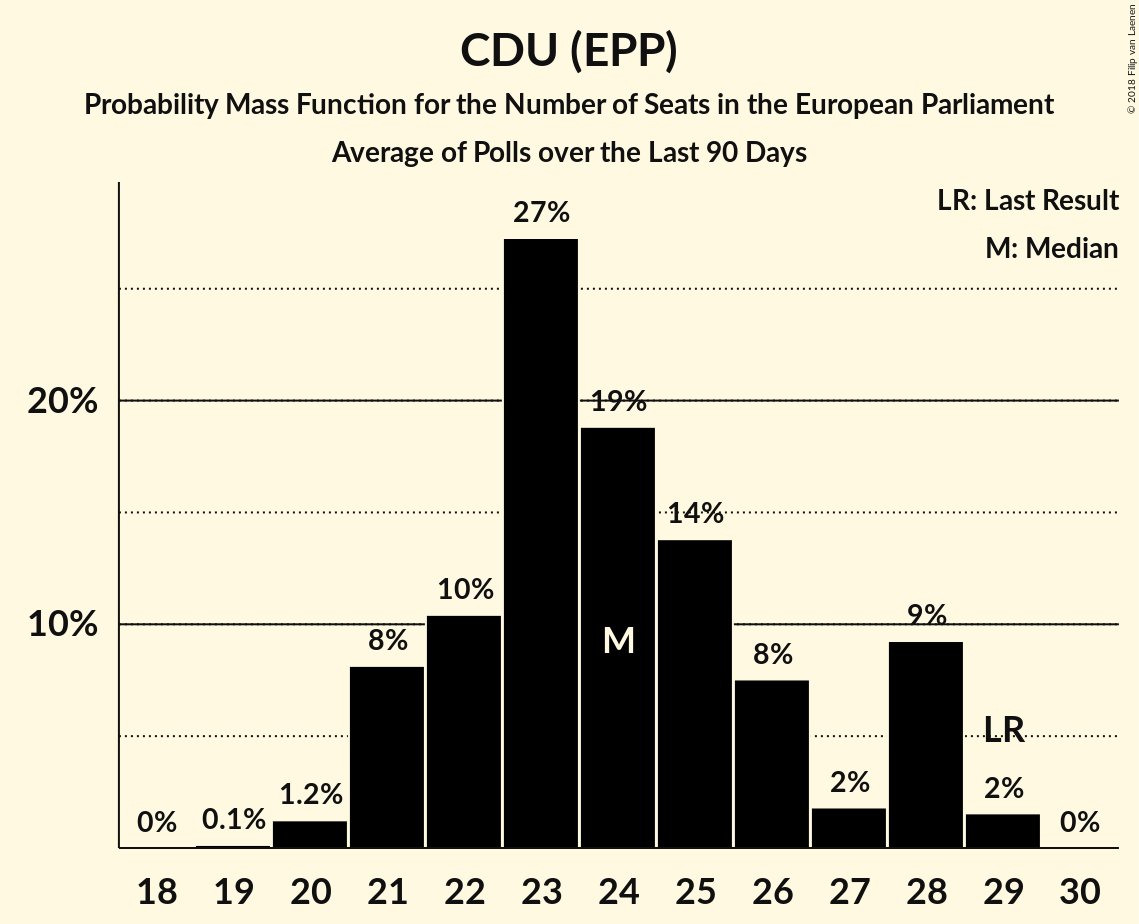 © 2018 Filip van Laenen
CDU (EPP)
Probability Mass Function for the Number of Seats in the European Parliament
Average of Polls over the Last 90 Days
LR: Last Result
M: Median
20%
10%
0%
0.1%
1.2%
8%
10%
27%
19%
14%
8%
2%
9%
2%
0%
M
LR
18 19 20 21 22 23 24 25 26 27 28 29 30